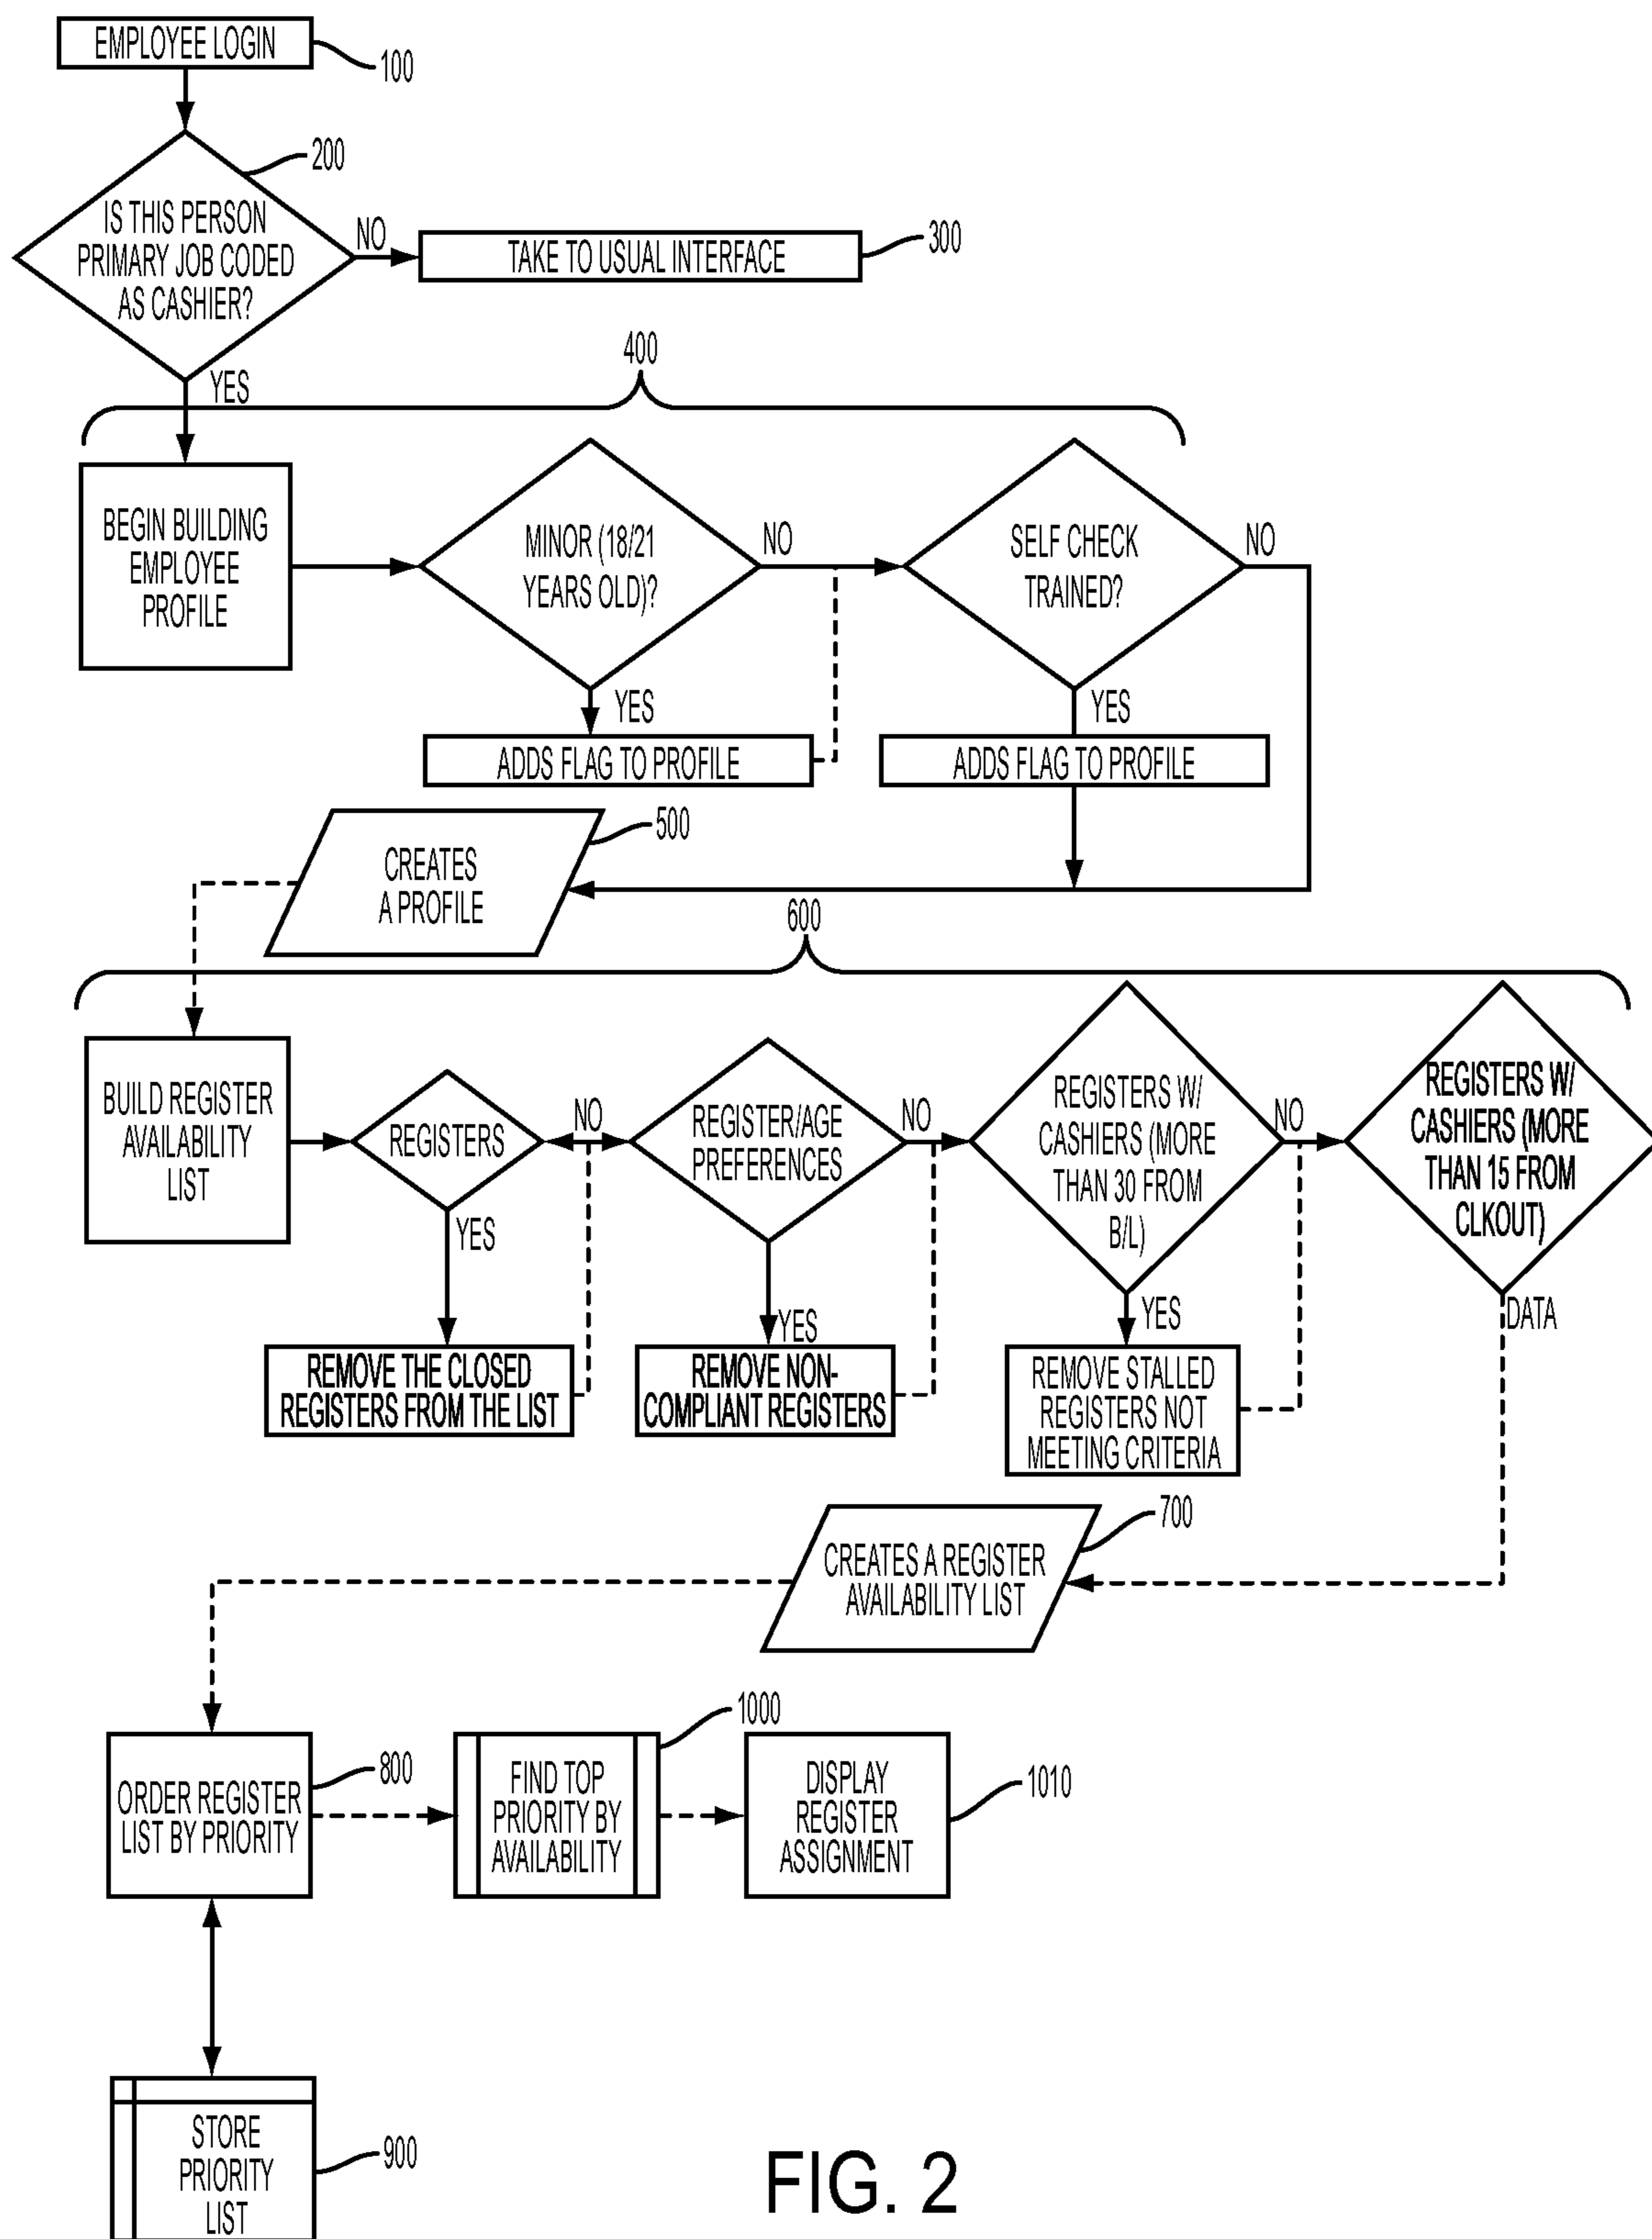 EMPLOYEE LOGIN
100
200
IS THIS PERSON
PRIMARY JOB CODED
AS CASHIER?
NO
TAKE TO USUAL INTERFACE
300
YES
400
BEGIN BUILDING
EMPLOYEE
PROFILE
MINOR (18/21
YEARS OLD)?
NO
SELF CHECK
TRAINED?
NO
YES
YES
ADDS FLAG TO PROFILE
ADDS FLAG TO PROFILE
CREATES
A PROFILE
500
600
BUILD REGISTER
AVAILABILITY
LIST
REGISTERS
NO
REGISTER/AGE
PREFERENCES
NO
REGISTERS W/
CASHIERS (MORE
THAN 30 FROM
B/L)
NO
REGISTERS W/
CASHIERS (MORE
THAN 15 FROM
CLKOUT)
YES
YES
YES
DATA
REMOVE THE CLOSED
REGISTERS FROM THE LIST
REMOVE NON-
COMPLIANT REGISTERS
REMOVE STALLED
REGISTERS NOT
MEETING CRITERIA
CREATES A REGISTER
AVAILABILITY LIST
700
ORDER REGISTER
LIST BY PRIORITY
800
FIND TOP
PRIORITY BY
AVAILABILITY
1000
DISPLAY
REGISTER
ASSIGNMENT
1010
STORE
PRIORITY
LIST
900
FIG. 2